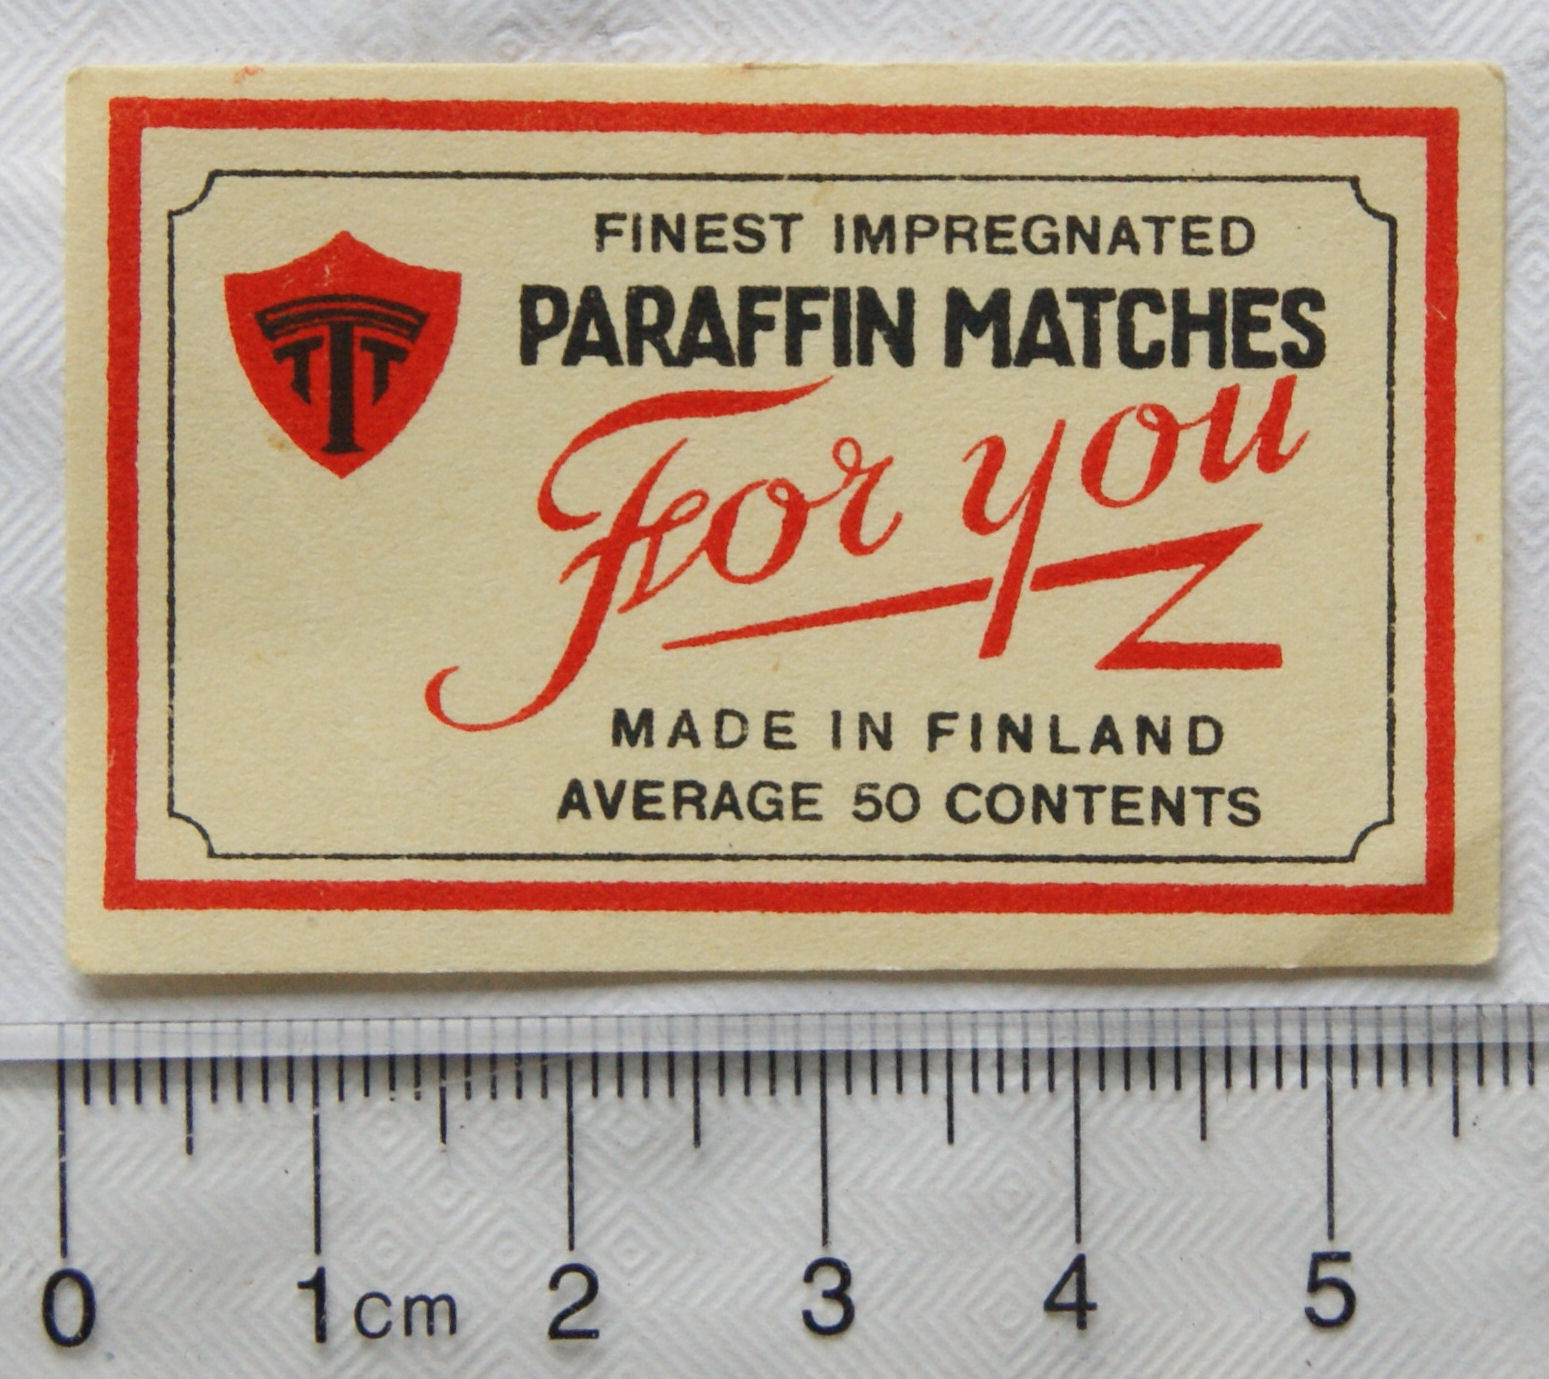 FINEST IMPREGNATED
PARAFFIN MATCHES
TTT
For you
MADE IN FINLAND
AVERAGE 50 CONTENTS
0 1cm 2 3 4 5